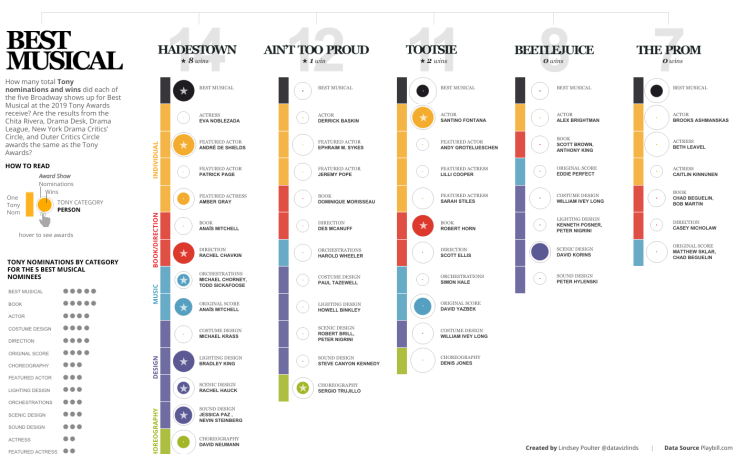 BEST
MUSICAL
How many total Tony
nominations and wins did each of
the five Broadway shows up for Best
Musical at the 2019 Tony Awards
receive? Are the results from the
Chita Rivera, Drama Desk, Drama
League, New York Drama Critics'
Circle, and Outer Critics Circle
awards the same as the Tony
Awards?
HOW TO READ
Award Show
Nominations
Wins
One
Tony
Nom
TONY CATEGORY
PERSON
hover to see awards
TONY NOMINATIONS BY CATEGORY
FOR THE 5 BEST MUSICAL
NOMINEES
BEST MUSICAL
BOOK
ACTOR
COSTUME DESIGN
DIRECTION
ORIGINAL SCORE
CHOREOGRAPHY
FEATURED ACTOR
LIGHTING DESIGN
ORCHESTRATIONS
SCENIC DESIGN
SOUND DESIGN
ACTRESS
FEATURED ACTRESS
INDIVIDUAL
BOOK/DIRECTION
MUSIC
DESIGN
HOREOGRAPHY
14
HADESTOWN
★ 8 wins
BEST MUSICAL
ACTRESS
EVA NOBLEZADA
FEATURED ACTOR
ANDRÉ DE SHIELDS
FEATURED ACTOR
PATRICK PAGE
FEATURED ACTRESS
AMBER GRAY
BOOK
ANAÏS MITCHELL
DIRECTION
RACHEL CHAVKIN
ORCHESTRATIONS
MICHAEL CHORNEY,
TODD SICKAFOOSE
ORIGINAL SCORE
ANAÏS MITCHELL
COSTUME DESIGN
MICHAEL KRASS
LIGHTING DESIGN
BRADLEY KING
SCENIC DESIGN
RACHEL HAUCK
SOUND DESIGN
JESSICA PAZ ,
NEVIN STEINBERG
CHOREOGRAPHY
DAVID NEUMANN
12
AIN'T TOO PROUD
★ 1 win
BEST MUSICAL
ACTOR
DERRICK BASKIN
FEATURED ACTOR
EPHRAIM M. SYKES
FEATURED ACTOR
JEREMY POPE
BOOK
DOMINIQUE MORISSEAU
DIRECTION
DES MCANUFF
ORCHESTRATIONS
HAROLD WHEELER
COSTUME DESIGN
PAUL TAZEWELL
LIGHTING DESIGN
HOWELL BINKLEY
SCENIC DESIGN
ROBERT BRILL,
PETER NIGRINI
SOUND DESIGN
STEVE CANYON KENNEDY
CHOREOGRAPHY
SERGIO TRUJILLO
11
TOOTSIE
★ 2 wins
BEST MUSICAL
ACTOR
SANTINO FONTANA
FEATURED ACTOR
ANDY GROTELUESCHEN
FEATURED ACTRESS
LILLI COOPER
FEATURED ACTRESS
SARAH STILES
BOOK
ROBERT HORN
DIRECTION
SCOTT ELLIS
ORCHESTRATIONS
SIMON HALE
ORIGINAL SCORE
DAVID YAZBEK
COSTUME DESIGN
WILLIAM IVEY LONG
CHOREOGRAPHY
DENIS JONES
8
BEETLEJUICE
0 wins
BEST MUSICAL
ACTOR
ALEX BRIGHTMAN
BOOK
SCOTT BROWN,
ANTHONY KING
ORIGINAL SCORE
EDDIE PERFECT
COSTUME DESIGN
WILLIAM IVEY LONG
LIGHTING DESIGN
KENNETH POSNER,
PETER NIGRINI
SCENIC DESIGN
DAVID KORINS
SOUND DESIGN
PETER HYLENSKI
7
THE PROM
0 wins
BEST MUSICAL
ACTOR
BROOKS ASHMANSKAS
ACTRESS
BETH LEAVEL
ACTRESS
CAITLIN KINNUNEN
BOOK
CHAD BEGUELIN,
BOB MARTIN
DIRECTION
CASEY NICHOLAW
ORIGINAL SCORE
MATTHEW SKLAR,
CHAD BEGUELIN
Created by Lindsey Poulter @datavizlinds | Data Source Playbill.com